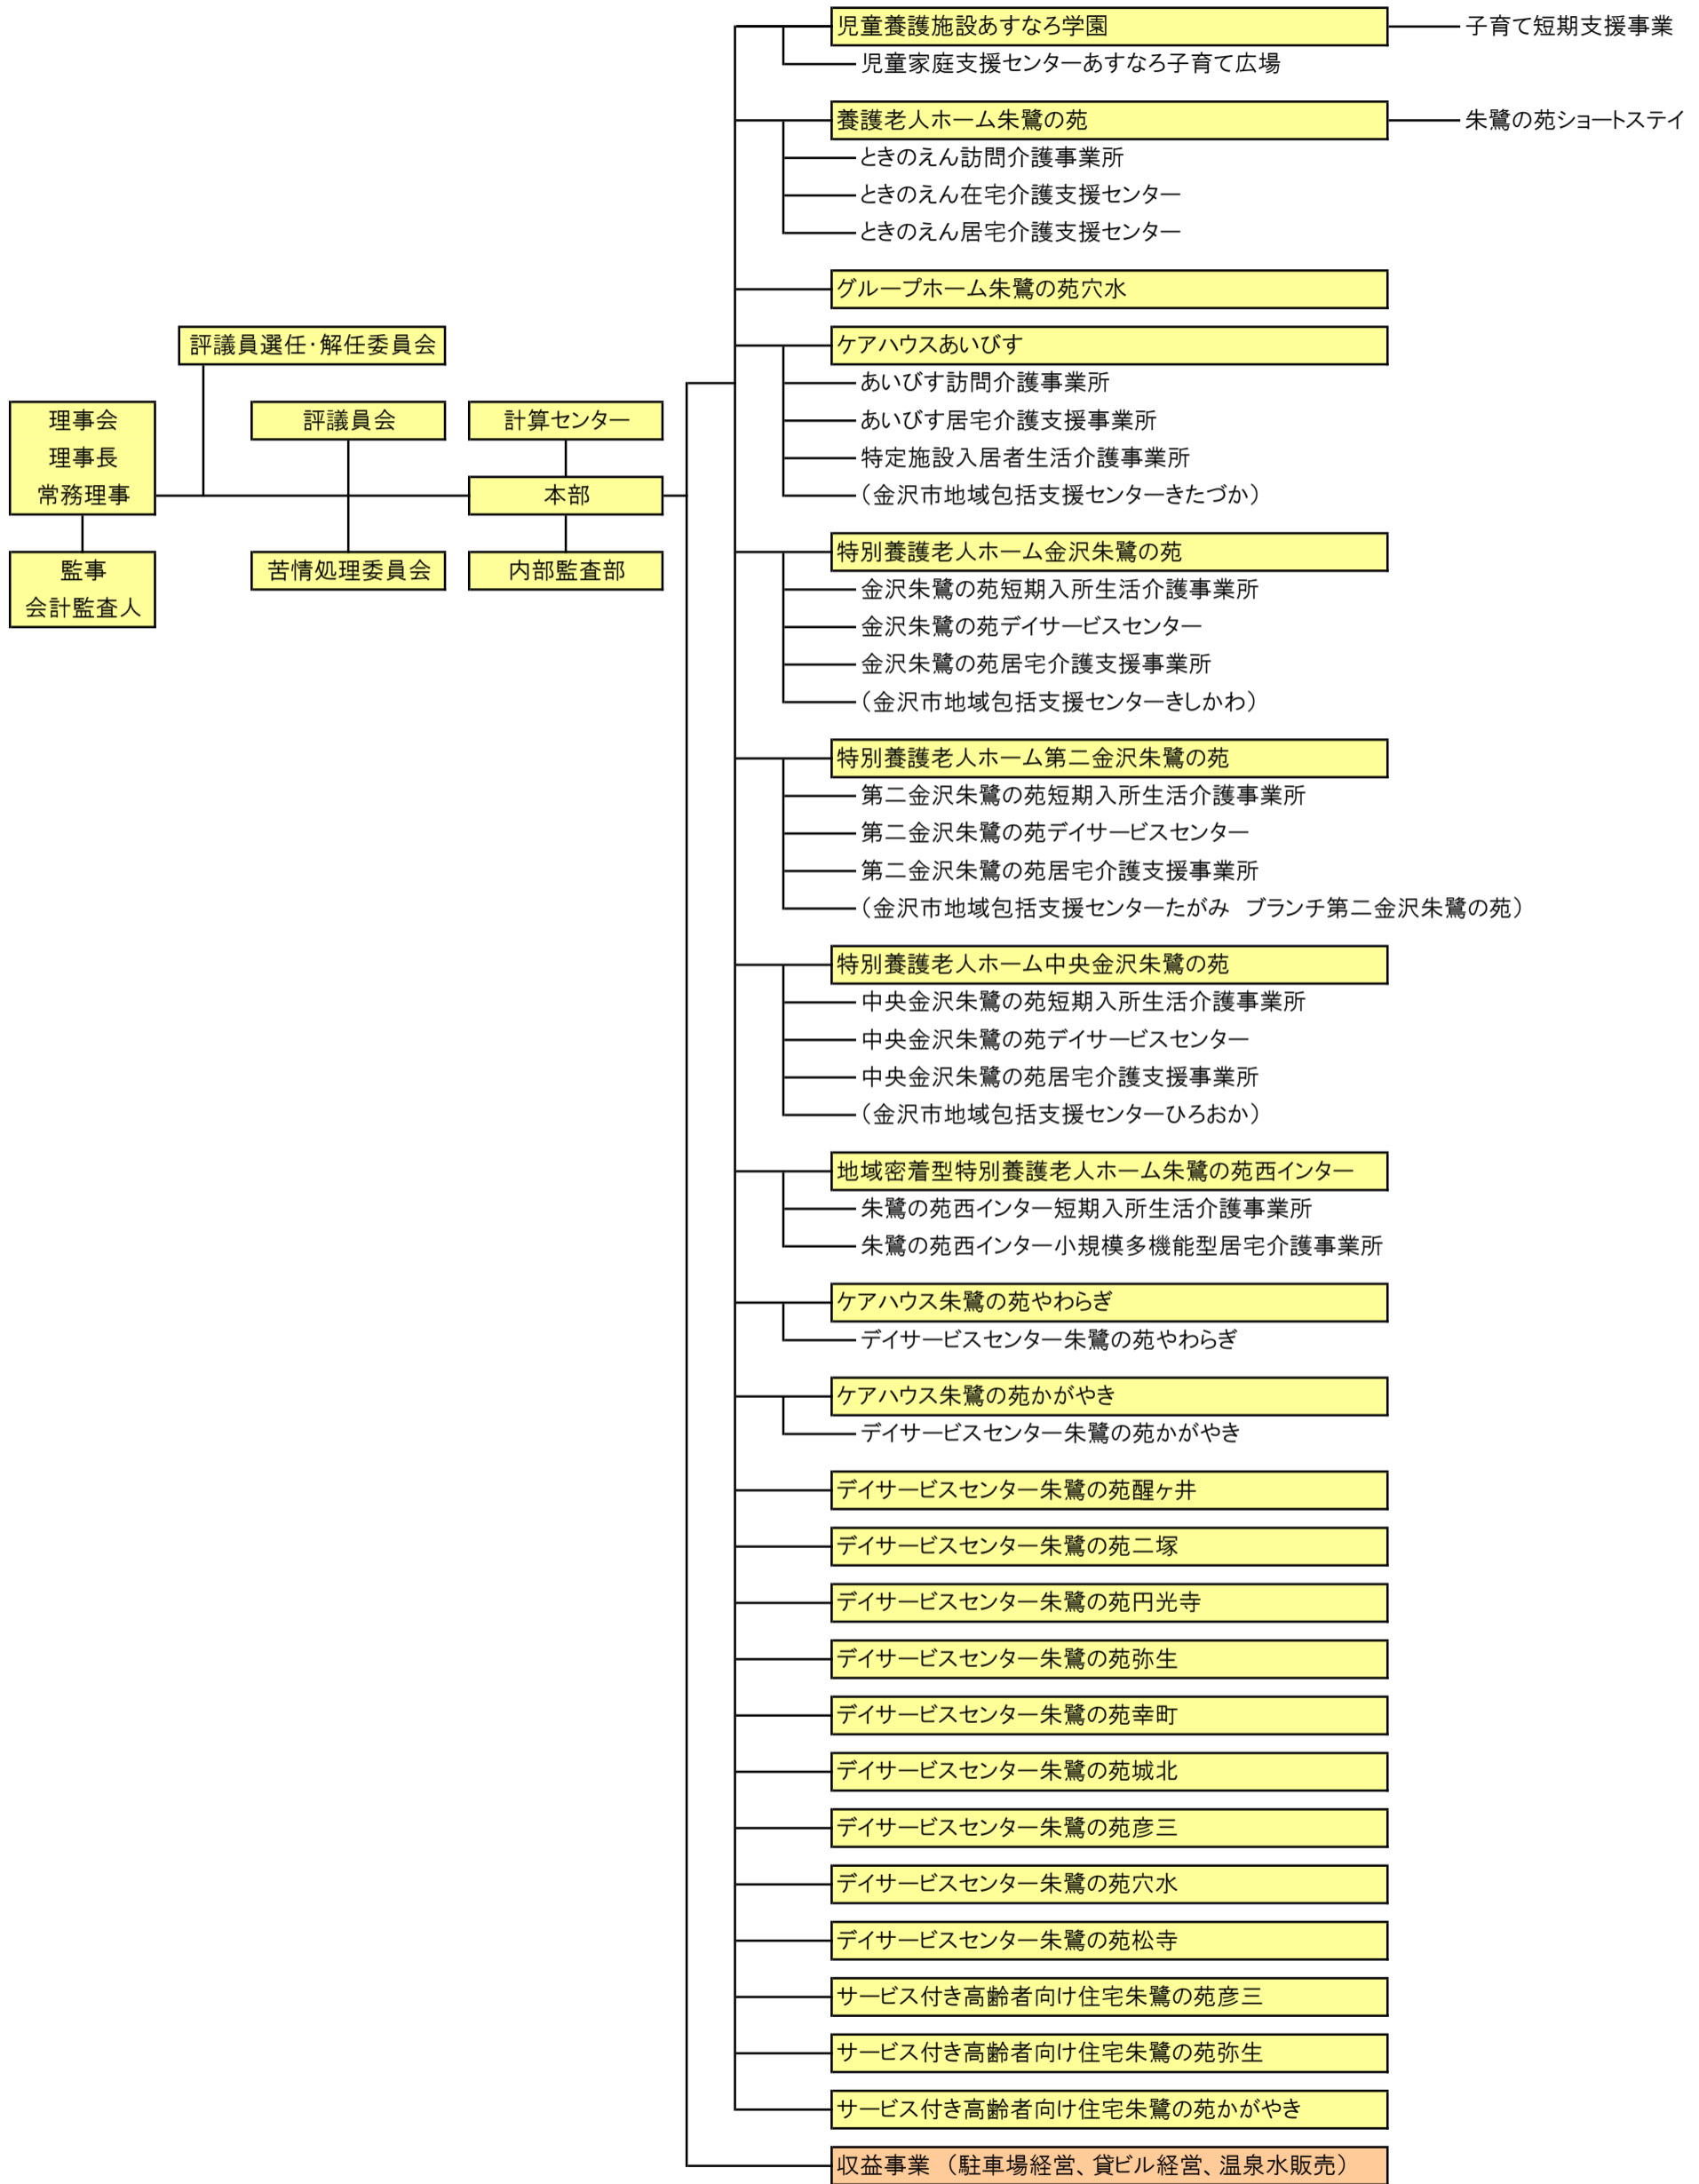 評議員選任・解任委員会
理事会
理事長
常務理事
評議員会
計算センター
本部
監事
会計監査人
苦情処理委員会
内部監査部
児童養護施設あすなろ学園
子育て短期支援事業
児童家庭支援センターあすなろ子育て広場
養護老人ホーム朱鷺の苑
朱鷺の苑ショートステイ
ときのえん訪問介護事業所
ときのえん在宅介護支援センター
ときのえん居宅介護支援センター
グループホーム朱鷺の苑穴水
ケアハウスあいびす
あいびす訪問介護事業所
あいびす居宅介護支援事業所
特定施設入居者生活介護事業所
（金沢市地域包括支援センターきたづか）
特別養護老人ホーム金沢朱鷺の苑
金沢朱鷺の苑短期入所生活介護事業所
金沢朱鷺の苑デイサービスセンター
金沢朱鷺の苑居宅介護支援事業所
（金沢市地域包括支援センターきしかわ）
特別養護老人ホーム第二金沢朱鷺の苑
第二金沢朱鷺の苑短期入所生活介護事業所
第二金沢朱鷺の苑デイサービスセンター
第二金沢朱鷺の苑居宅介護支援事業所
（金沢市地域包括支援センターたがみ　ブランチ第二金沢朱鷺の苑）
特別養護老人ホーム中央金沢朱鷺の苑
中央金沢朱鷺の苑短期入所生活介護事業所
中央金沢朱鷺の苑デイサービスセンター
中央金沢朱鷺の苑居宅介護支援事業所
（金沢市地域包括支援センターひろおか）
地域密着型特別養護老人ホーム朱鷺の苑西インター
朱鷺の苑西インター短期入所生活介護事業所
朱鷺の苑西インター小規模多機能型居宅介護事業所
ケアハウス朱鷺の苑やわらぎ
デイサービスセンター朱鷺の苑やわらぎ
ケアハウス朱鷺の苑かがやき
デイサービスセンター朱鷺の苑かがやき
デイサービスセンター朱鷺の苑醒ヶ井
デイサービスセンター朱鷺の苑二塚
デイサービスセンター朱鷺の苑円光寺
デイサービスセンター朱鷺の苑弥生
デイサービスセンター朱鷺の苑幸町
デイサービスセンター朱鷺の苑城北
デイサービスセンター朱鷺の苑彦三
デイサービスセンター朱鷺の苑穴水
デイサービスセンター朱鷺の苑松寺
サービス付き高齢者向け住宅朱鷺の苑彦三
サービス付き高齢者向け住宅朱鷺の苑弥生
サービス付き高齢者向け住宅朱鷺の苑かがやき
収益事業　（駐車場経営、貸ビル経営、温泉水販売）